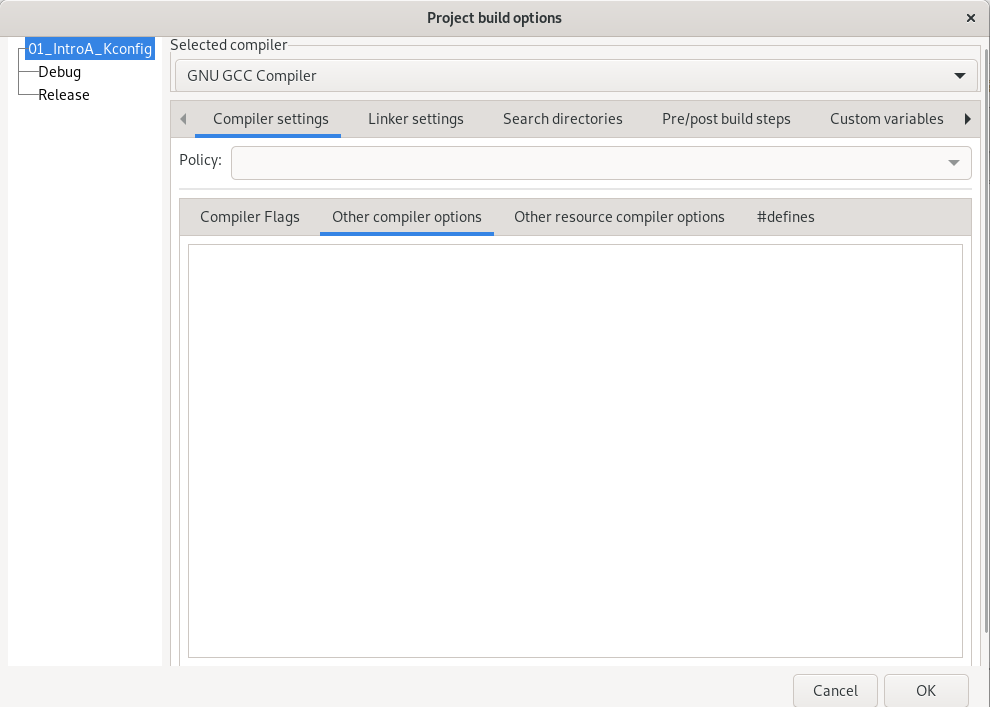 Project build options
01_IntroA_Kconfig
Debug
Release
Selected compiler
GNU GCC Compiler
Compiler settings Linker settings Search directories Pre/post build steps Custom variables
Policy:
Compiler Flags Other compiler options Other resource compiler options #defines
Cancel OK